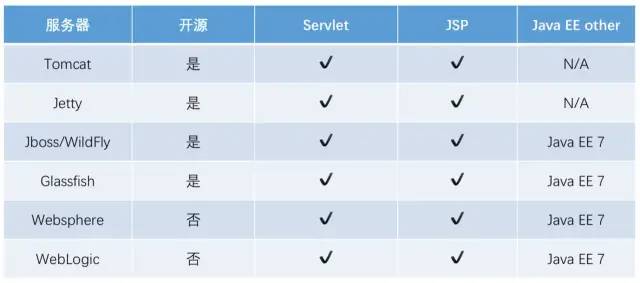 服务器 开源 Servlet JSP Java EE other
Tomcat 是 ✔ ✔ N/A
Jetty 是 ✔ ✔ N/A
Jboss/WildFly 是 ✔ ✔ Java EE 7
Glassfish 是 ✔ ✔ Java EE 7
Websphere 否 ✔ ✔ Java EE 7
WebLogic 否 ✔ ✔ Java EE 7